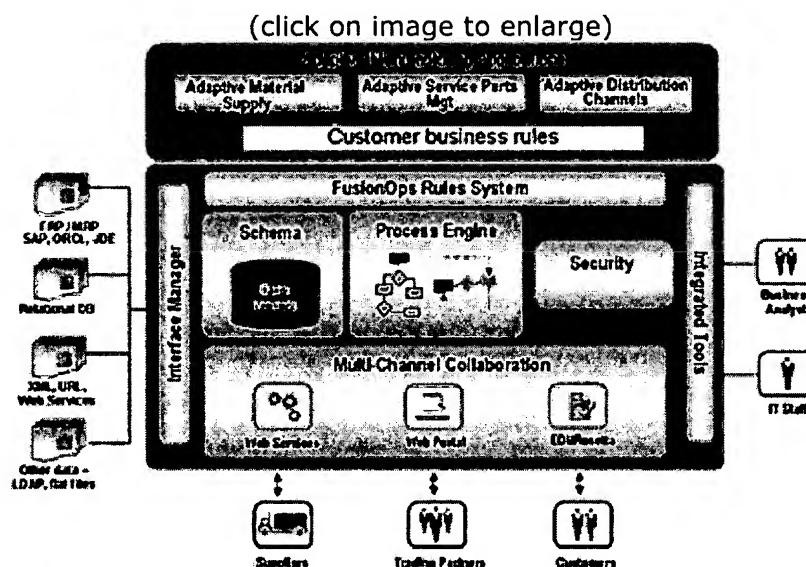 (click on image to enlarge)
Adaptive Material
Supply
Adaptive Service Parts
Mgt
Adaptive Distribution
Channels
Customer business rules
FusionOps Rules System
Interface Manager
Schema
Process Engine
Security
Integrated Tools
ERP / MRP
SAP, ORCL, JDE
Relational DB
XML, URL,
Web Services
Other data –
LDAP, flat files
Multi-Channel Collaboration
Web Services
Web Portal
Business
Analyst
IT Staff
Suppliers
Trading Partners
Customers